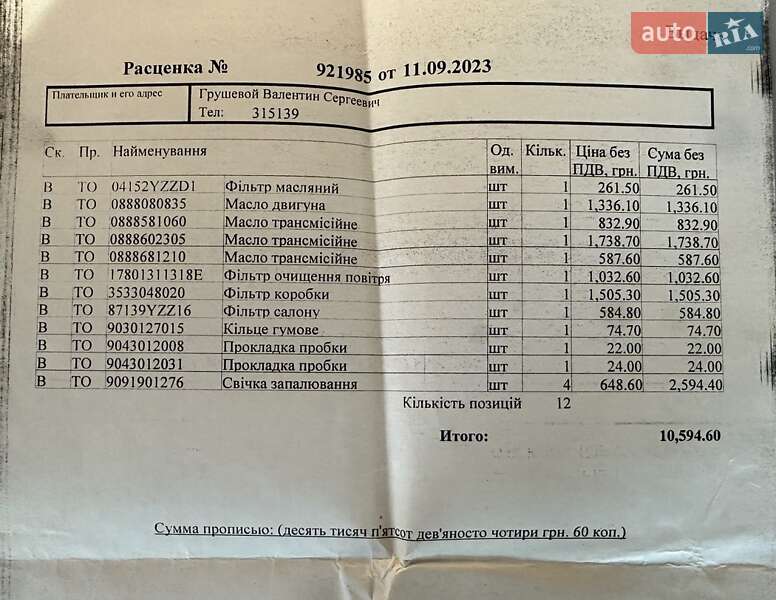 auto RIA .com
Расценка № 921985 от 11.09.2023
Плательщик и его адрес Грушевой Валентин Сергеевич
Тел: 315139
Ск. Пр. Найменування Од. вим. Кільк. Ціна без ПДВ, грн. Сума без ПДВ, грн.
В ТО 04152YZZD1 Фільтр масляний шт 1 261.50 261.50
В ТО 0888080835 Масло двигуна шт 1 1,336.10 1,336.10
В ТО 0888581060 Масло трансмісійне шт 1 832.90 832.90
В ТО 0888602305 Масло трансмісійне шт 1 1,738.70 1,738.70
В ТО 0888681210 Масло трансмісійне шт 1 587.60 587.60
В ТО 17801311318E Фільтр очищення повітря шт 1 1,032.60 1,032.60
В ТО 3533048020 Фільтр коробки шт 1 1,505.30 1,505.30
В ТО 87139YZZ16 Фільтр салону шт 1 584.80 584.80
В ТО 9030127015 Кільце гумове шт 1 74.70 74.70
В ТО 9043012008 Прокладка пробки шт 1 22.00 22.00
В ТО 9043012031 Прокладка пробки шт 1 24.00 24.00
В ТО 9091901276 Свічка запалювання шт 4 648.60 2,594.40
Кількість позицій 12
Итого: 10,594.60
Сумма прописью: (десять тисяч п'ятсот дев'яносто чотири грн. 60 коп.)